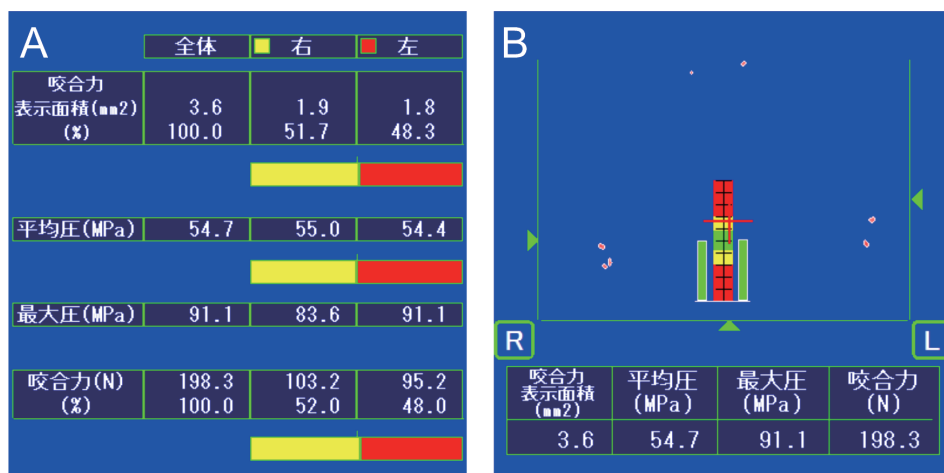 A
全体 右 左
咬合力
表示面積(mm2) 3.6 1.9 1.8
(%) 100.0 51.7 48.3
平均圧(MPa) 54.7 55.0 54.4
最大圧(MPa) 91.1 83.6 91.1
咬合力(N) 198.3 103.2 95.2
(%) 100.0 52.0 48.0
B
R L
咬合力 平均圧 最大圧 咬合力
表示面積 (MPa) (MPa) (N)
(mm2)
3.6 54.7 91.1 198.3